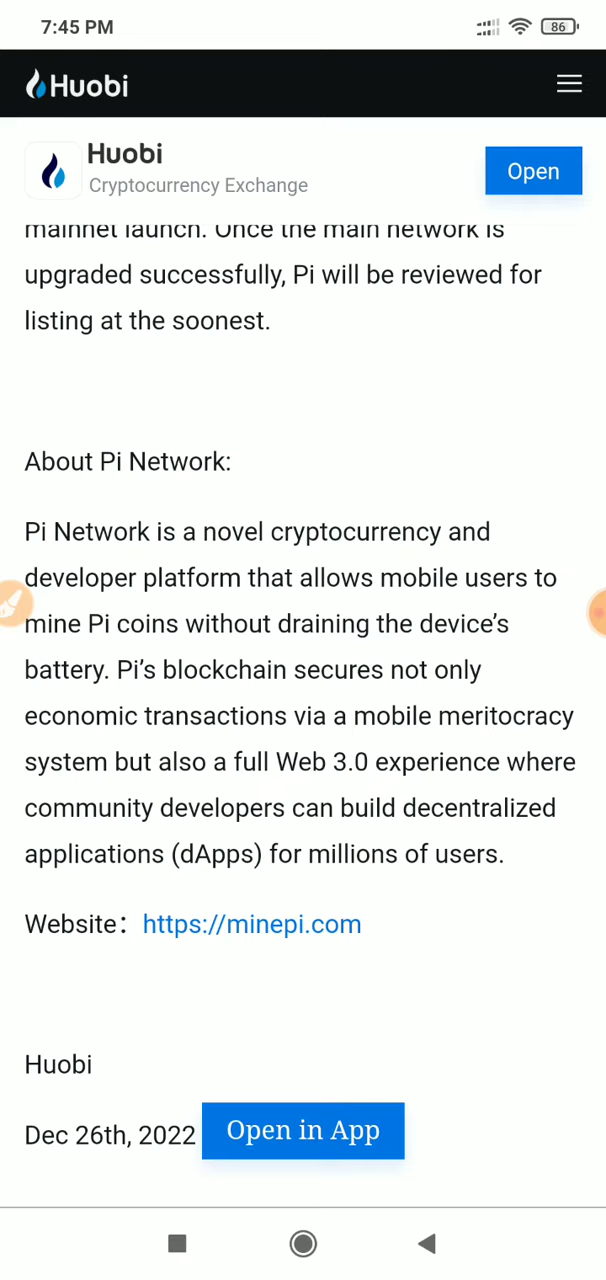 7:45 PM
86
Huobi
Huobi
Cryptocurrency Exchange
Open
mainnet launch. Once the main network is
upgraded successfully, Pi will be reviewed for
listing at the soonest.
About Pi Network:
Pi Network is a novel cryptocurrency and
developer platform that allows mobile users to
mine Pi coins without draining the device’s
battery. Pi’s blockchain secures not only
economic transactions via a mobile meritocracy
system but also a full Web 3.0 experience where
community developers can build decentralized
applications (dApps) for millions of users.
Website：https://minepi.com
Huobi
Dec 26th, 2022
Open in App